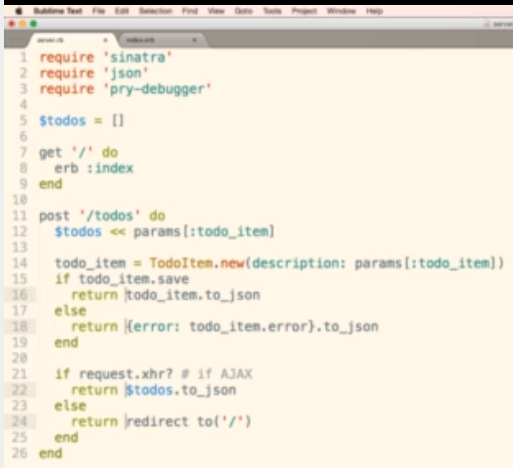 Sublime Text File Edit Selection Find View Goto Tools Project Window Help
server.rb index.erb
1 require 'sinatra'
2 require 'json'
3 require 'pry-debugger'
4
5 $todos = []
6
7 get '/' do
8 erb :index
9 end
10
11 post '/todos' do
12 $todos << params[:todo_item]
13
14 todo_item = TodoItem.new(description: params[:todo_item])
15 if todo_item.save
16 return todo_item.to_json
17 else
18 return {error: todo_item.error}.to_json
19 end
20
21 if request.xhr? # if AJAX
22 return $todos.to_json
23 else
24 return redirect to('/')
25 end
26 end